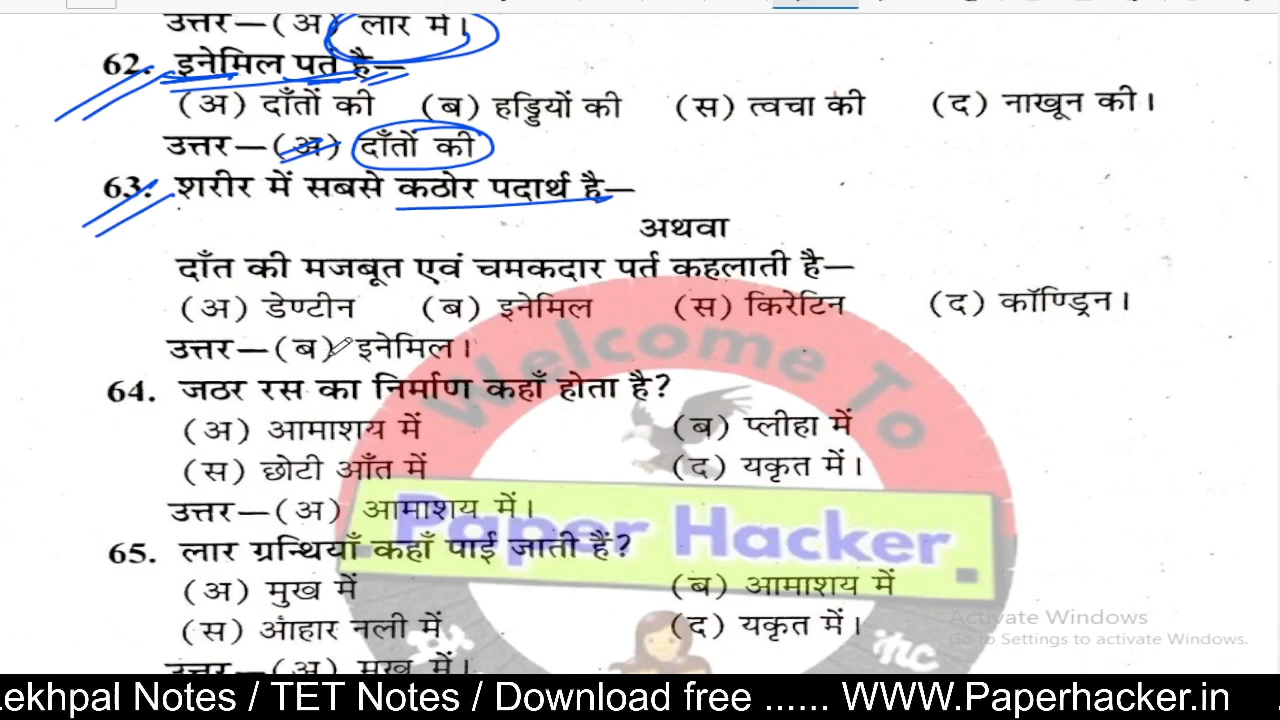 उत्तर—(अ) लार में।
62. इनेमिल पर्त है—
(अ) दाँतों की (ब) हड्डियों की (स) त्वचा की (द) नाखून की।
उत्तर—(अ) दाँतों की
63. शरीर में सबसे कठोर पदार्थ है—
अथवा
दाँत की मजबूत एवं चमकदार पर्त कहलाती है—
(अ) डेण्टीन (ब) इनेमिल (स) किरेटिन (द) कॉण्ड्रिन।
उत्तर—(ब) इनेमिल।
64. जठर रस का निर्माण कहाँ होता है?
(अ) आमाशय में (ब) प्लीहा में
(स) छोटी आँत में (द) यकृत में।
उत्तर—(अ) आमाशय में।
65. लार ग्रन्थियाँ कहाँ पाई जाती हैं?
(अ) मुख में (ब) आमाशय में
(स) आहार नली में (द) यकृत में।
उत्तर—(अ) मुख में।
Welcome To
Paper Hacker
Activate Windows
Go to Settings to activate Windows.
ekhpal Notes / TET Notes / Download free ...... WWW.Paperhacker.in